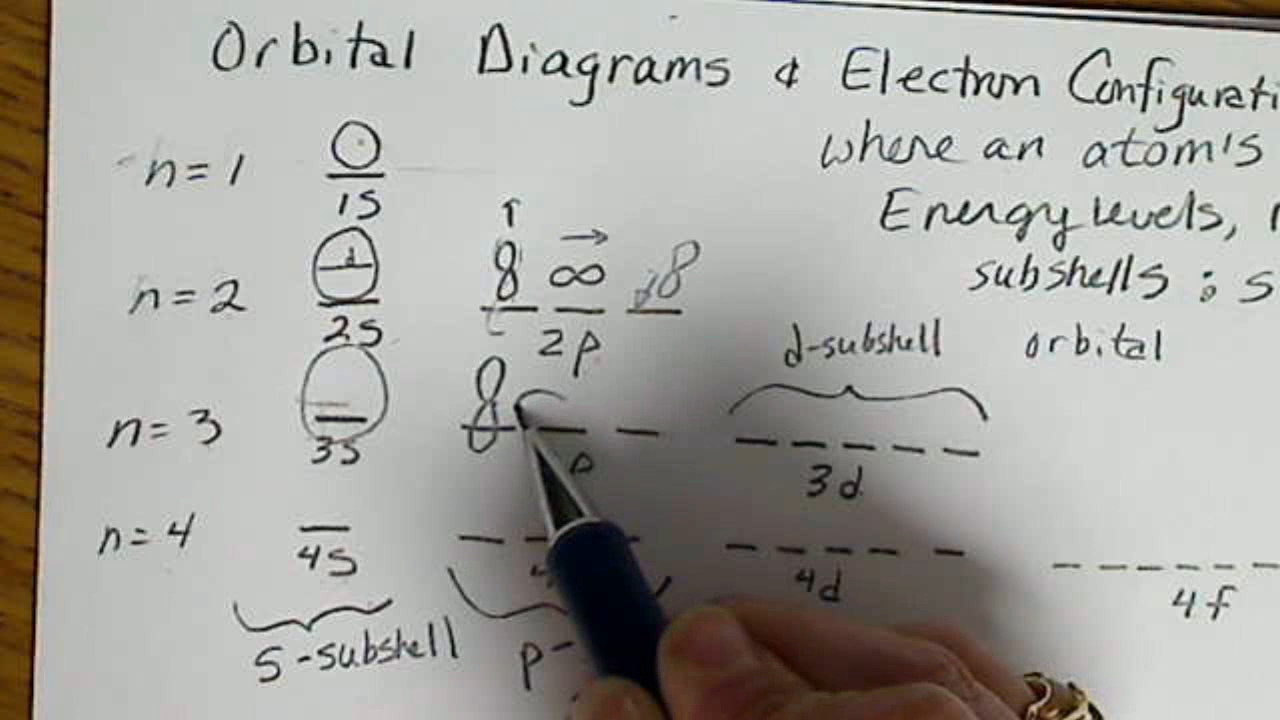 Orbital Diagrams & Electron Configurati
where an atom's
Energy levels,
subshells : s
n=1 1s
n=2 2s 2p
d-subshell orbital
n=3 3s p 3d
n=4 4s 4d 4f
s-subshell p-